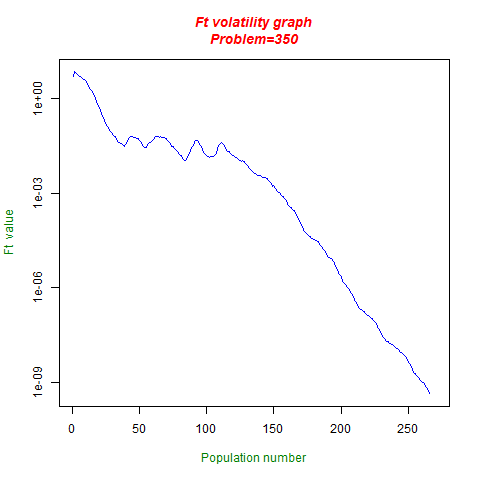 Ft volatility graph
Problem=350
1e+00
1e-03
1e-06
1e-09
Ft value
0
50
100
150
200
250
Population number